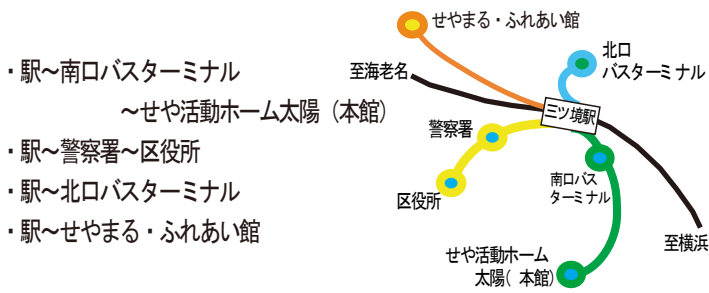 ・駅～南口バスターミナル
～せや活動ホーム太陽（本館）
・駅～警察署～区役所
・駅～北口バスターミナル
・駅～せやまる・ふれあい館
せやまる・ふれあい館
北口
バスターミナル
至海老名
三ツ境駅
警察署
南口バス
ターミナル
区役所
至横浜
せや活動ホーム
太陽( 本館)